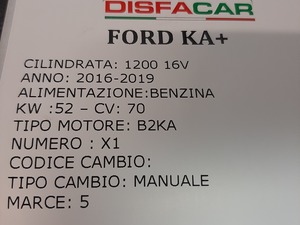 DISFACAR
FORD KA+
CILINDRATA: 1200 16V
ANNO: 2016-2019
ALIMENTAZIONE:BENZINA
KW :52 – CV: 70
TIPO MOTORE: B2KA
NUMERO : X1
CODICE CAMBIO:
TIPO CAMBIO: MANUALE
MARCE: 5